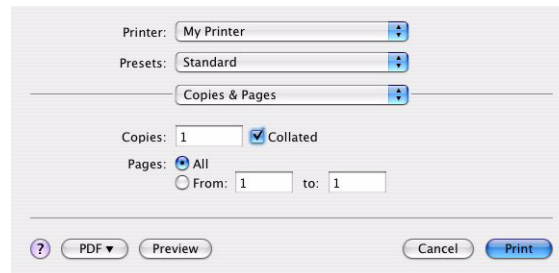 Printer: My Printer
Presets: Standard
Copies & Pages
Copies: 1 Collated
Pages: All
From: 1 to: 1
? PDF ▼ Preview Cancel Print